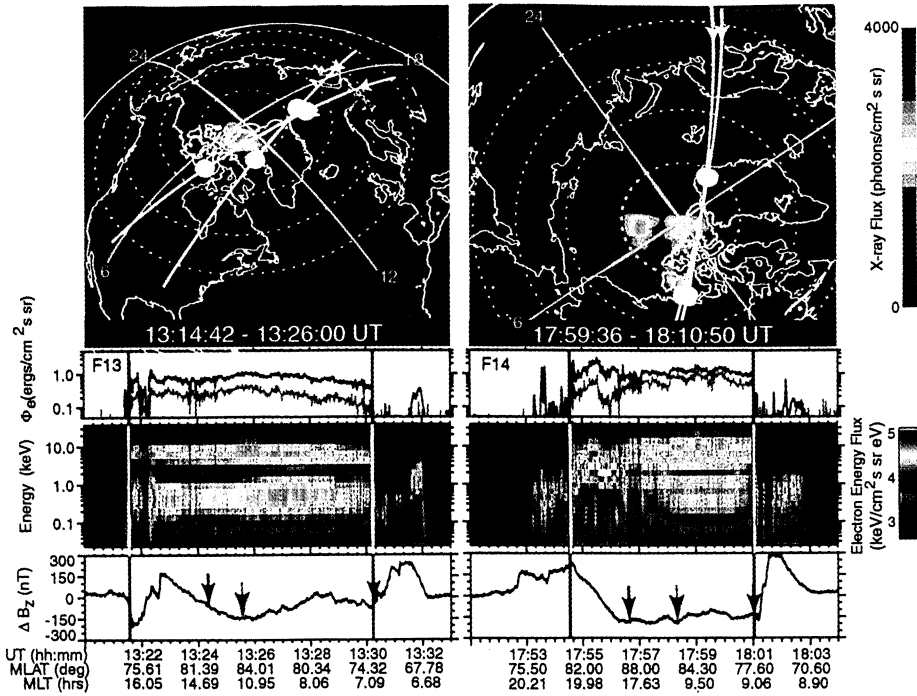 24
18
6
12
13:14:42 - 13:26:00 UT
24
6
17:59:36 - 18:10:50 UT
4000
X-ray Flux (photons/cm² s sr)
0
Φe(ergs/cm² s sr)
1.0
0.1
F13
F14
Energy (keV)
10.0
1.0
0.1
Electron Energy Flux
(keV/cm² s sr eV)
5
4
3
Δ Bz (nT)
300
150
0
-150
-300
UT (hh:mm) 13:22 13:24 13:26 13:28 13:30 13:32 17:53 17:55 17:57 17:59 18:01 18:03
MLAT (deg) 75.61 81.39 84.01 80.34 74.32 67.78 75.50 82.00 88.00 84.30 77.60 70.60
MLT (hrs) 16.05 14.69 10.95 8.06 7.09 6.68 20.21 19.98 17.63 9.50 9.06 8.90